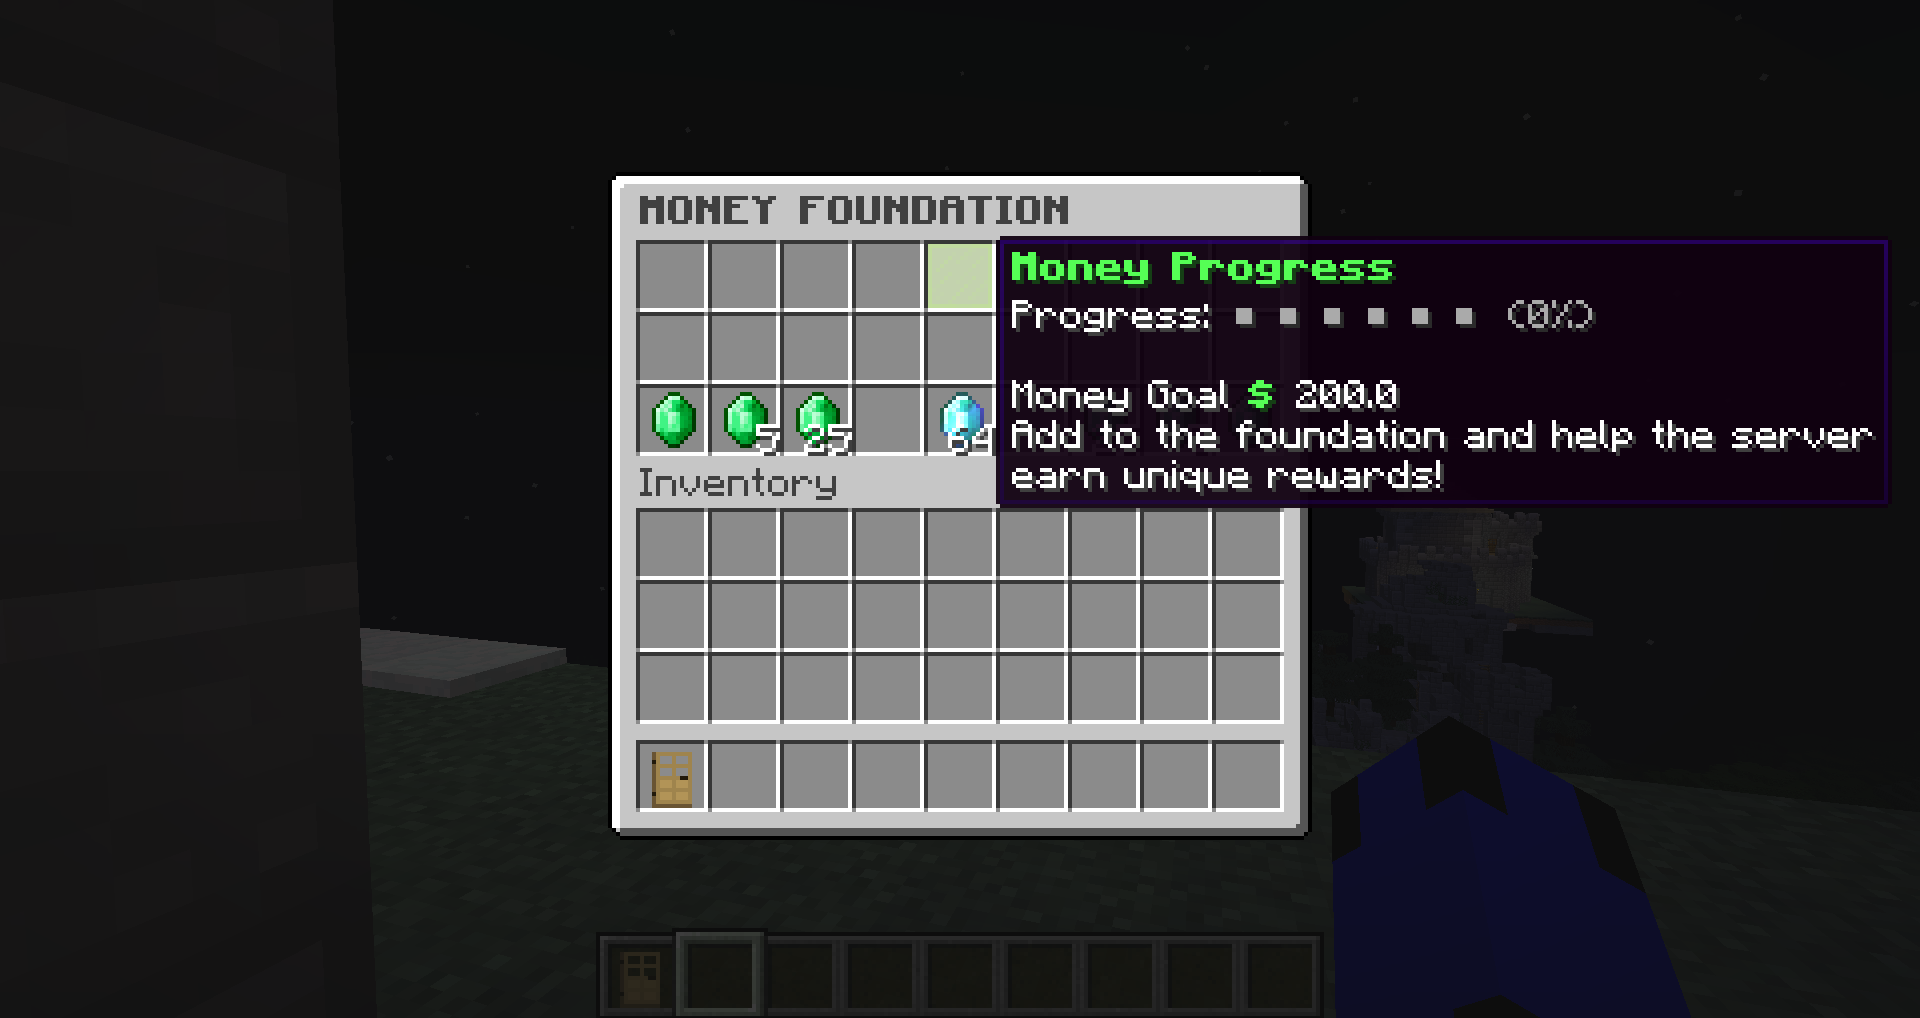 MONEY FOUNDATION
Money Progress
Progress: ■ ■ ■ ■ ■ ■ (0%)
Money Goal $ 200.0
Add to the foundation and help the server
earn unique rewards!
5 25 64
Inventory